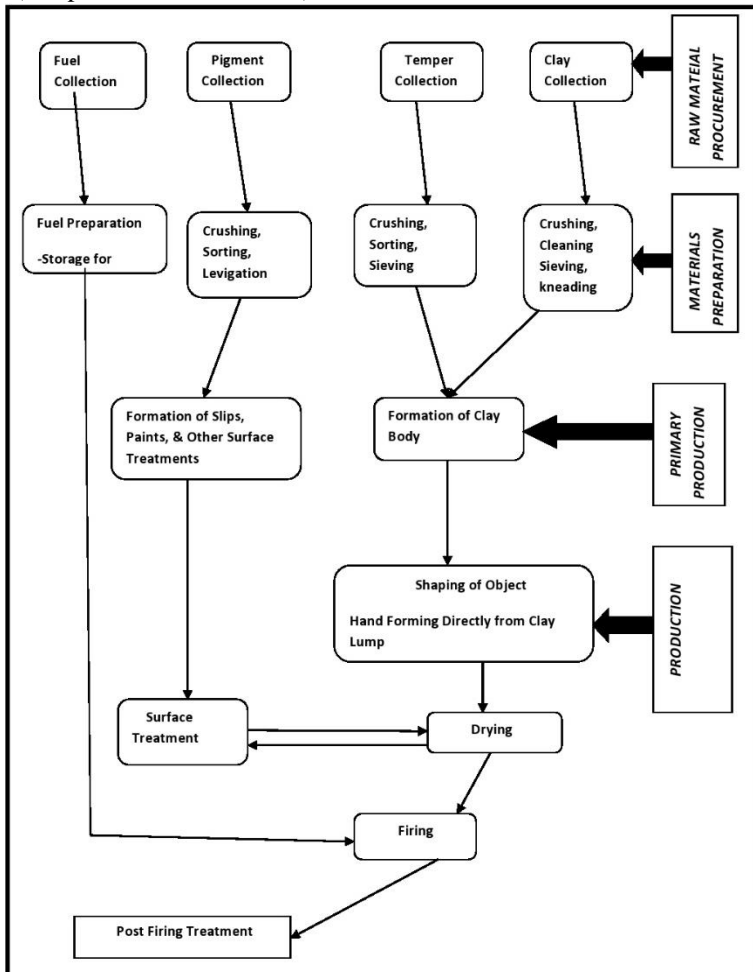 Fuel
Collection
Pigment
Collection
Temper
Collection
Clay
Collection
RAW MATEIAL
PROCUREMENT
Fuel Preparation
-Storage for
Crushing,
Sorting,
Levigation
Crushing,
Sorting,
Sieving
Crushing,
Cleaning
Sieving,
kneading
MATERIALS
PREPARATION
Formation of Slips,
Paints, & Other Surface
Treatments
Formation of Clay
Body
PRIMARY
PRODUCTION
Shaping of Object
Hand Forming Directly from Clay
Lump
PRODUCTION
Surface
Treatment
Drying
Firing
Post Firing Treatment